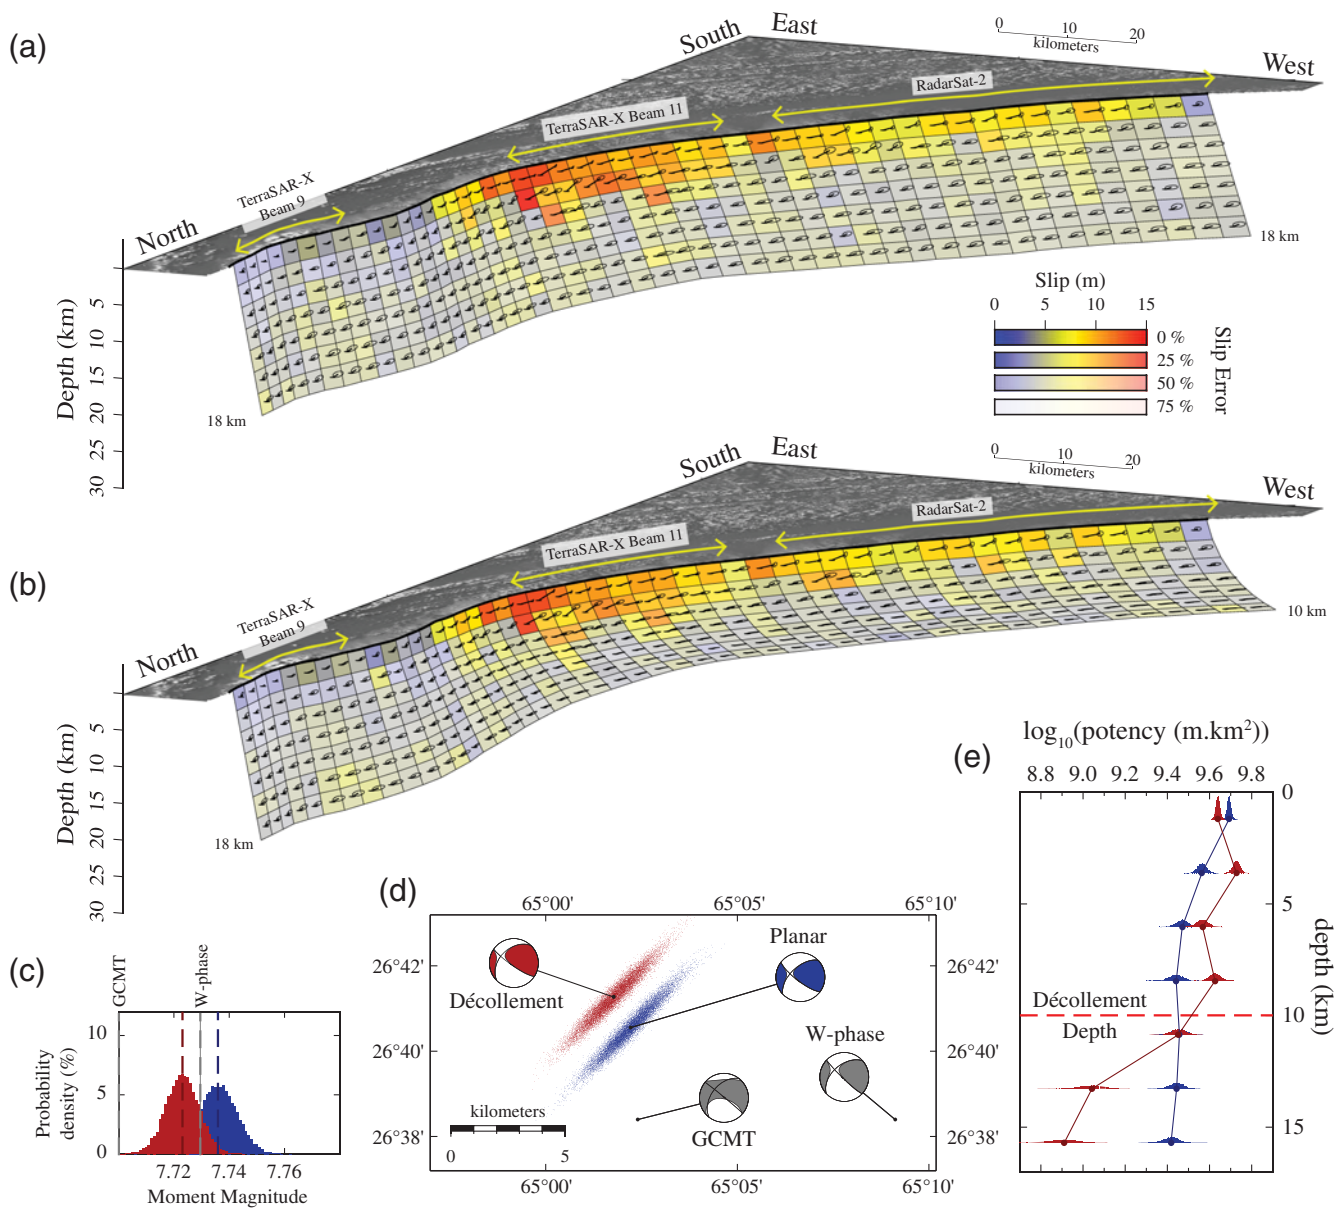 (a)
South East
West
North
0 10 20
kilometers
RadarSat-2
TerraSAR-X Beam 11
TerraSAR-X
Beam 9
18 km
18 km
Depth (km)
5
10
15
20
25
30
Slip (m)
0 5 10 15
0 %
25 %
50 %
75 %
Slip Error
(b)
South East
West
North
0 10 20
kilometers
RadarSat-2
TerraSAR-X Beam 11
TerraSAR-X
Beam 9
10 km
18 km
Depth (km)
5
10
15
20
25
30
(c)
GCMT
W-phase
10
5
0
Probability
density (%)
7.72 7.74 7.76
Moment Magnitude
(d)
65°00' 65°05' 65°10'
26°42' 26°42'
26°40' 26°40'
26°38' 26°38'
Planar
Décollement
W-phase
GCMT
kilometers
0 5
65°00' 65°05' 65°10'
(e)
log10(potency (m.km2))
8.8 9.0 9.2 9.4 9.6 9.8
0
5
10
15
depth (km)
Décollement
Depth